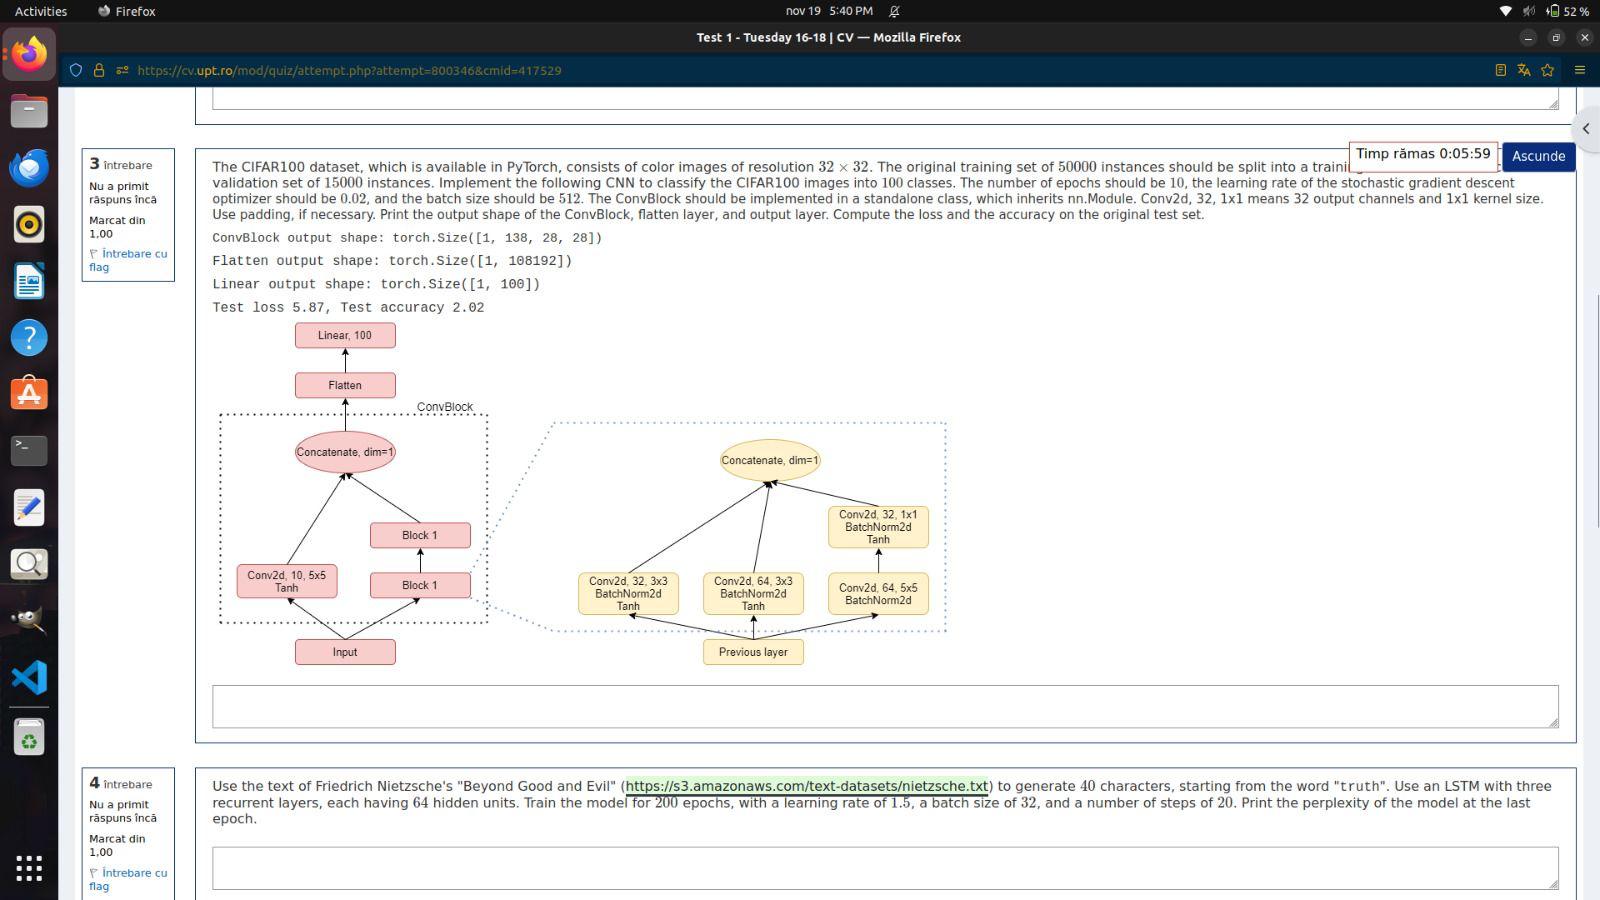 Activities
Firefox
nov 19 5:40 PM
52 %
Test 1 - Tuesday 16-18 | CV — Mozilla Firefox
https://cv.upt.ro/mod/quiz/attempt.php?attempt=800346&cmid=417529
3 întrebare
Nu a primit
răspuns încă
Marcat din
1,00
Întrebare cu
flag
Timp rămas 0:05:59
Ascunde
The CIFAR100 dataset, which is available in PyTorch, consists of color images of resolution 32 × 32. The original training set of 50000 instances should be split into a
validation set of 15000 instances. Implement the following CNN to classify the CIFAR100 images into 100 classes. The number of epochs should be 10, the learning rate of the stochastic gradient descent
optimizer should be 0.02, and the batch size should be 512. The ConvBlock should be implemented in a standalone class, which inherits nn.Module. Conv2d, 32, 1x1 means 32 output channels and 1x1 kernel size.
Use padding, if necessary. Print the output shape of the ConvBlock, flatten layer, and output layer. Compute the loss and the accuracy on the original test set.
ConvBlock output shape: torch.Size([1, 138, 28, 28])
Flatten output shape: torch.Size([1, 108192])
Linear output shape: torch.Size([1, 100])
Test loss 5.87, Test accuracy 2.02
Linear, 100
Flatten
ConvBlock
Concatenate, dim=1
Block 1
Conv2d, 10, 5x5
Tanh
Block 1
Input
Concatenate, dim=1
Conv2d, 32, 1x1
BatchNorm2d
Tanh
Conv2d, 32, 3x3
BatchNorm2d
Tanh
Conv2d, 64, 3x3
BatchNorm2d
Tanh
Conv2d, 64, 5x5
BatchNorm2d
Previous layer
4 întrebare
Nu a primit
răspuns încă
Marcat din
1,00
Întrebare cu
flag
Use the text of Friedrich Nietzsche's "Beyond Good and Evil" (https://s3.amazonaws.com/text-datasets/nietzsche.txt) to generate 40 characters, starting from the word "truth". Use an LSTM with three
recurrent layers, each having 64 hidden units. Train the model for 200 epochs, with a learning rate of 1.5, a batch size of 32, and a number of steps of 20. Print the perplexity of the model at the last
epoch.